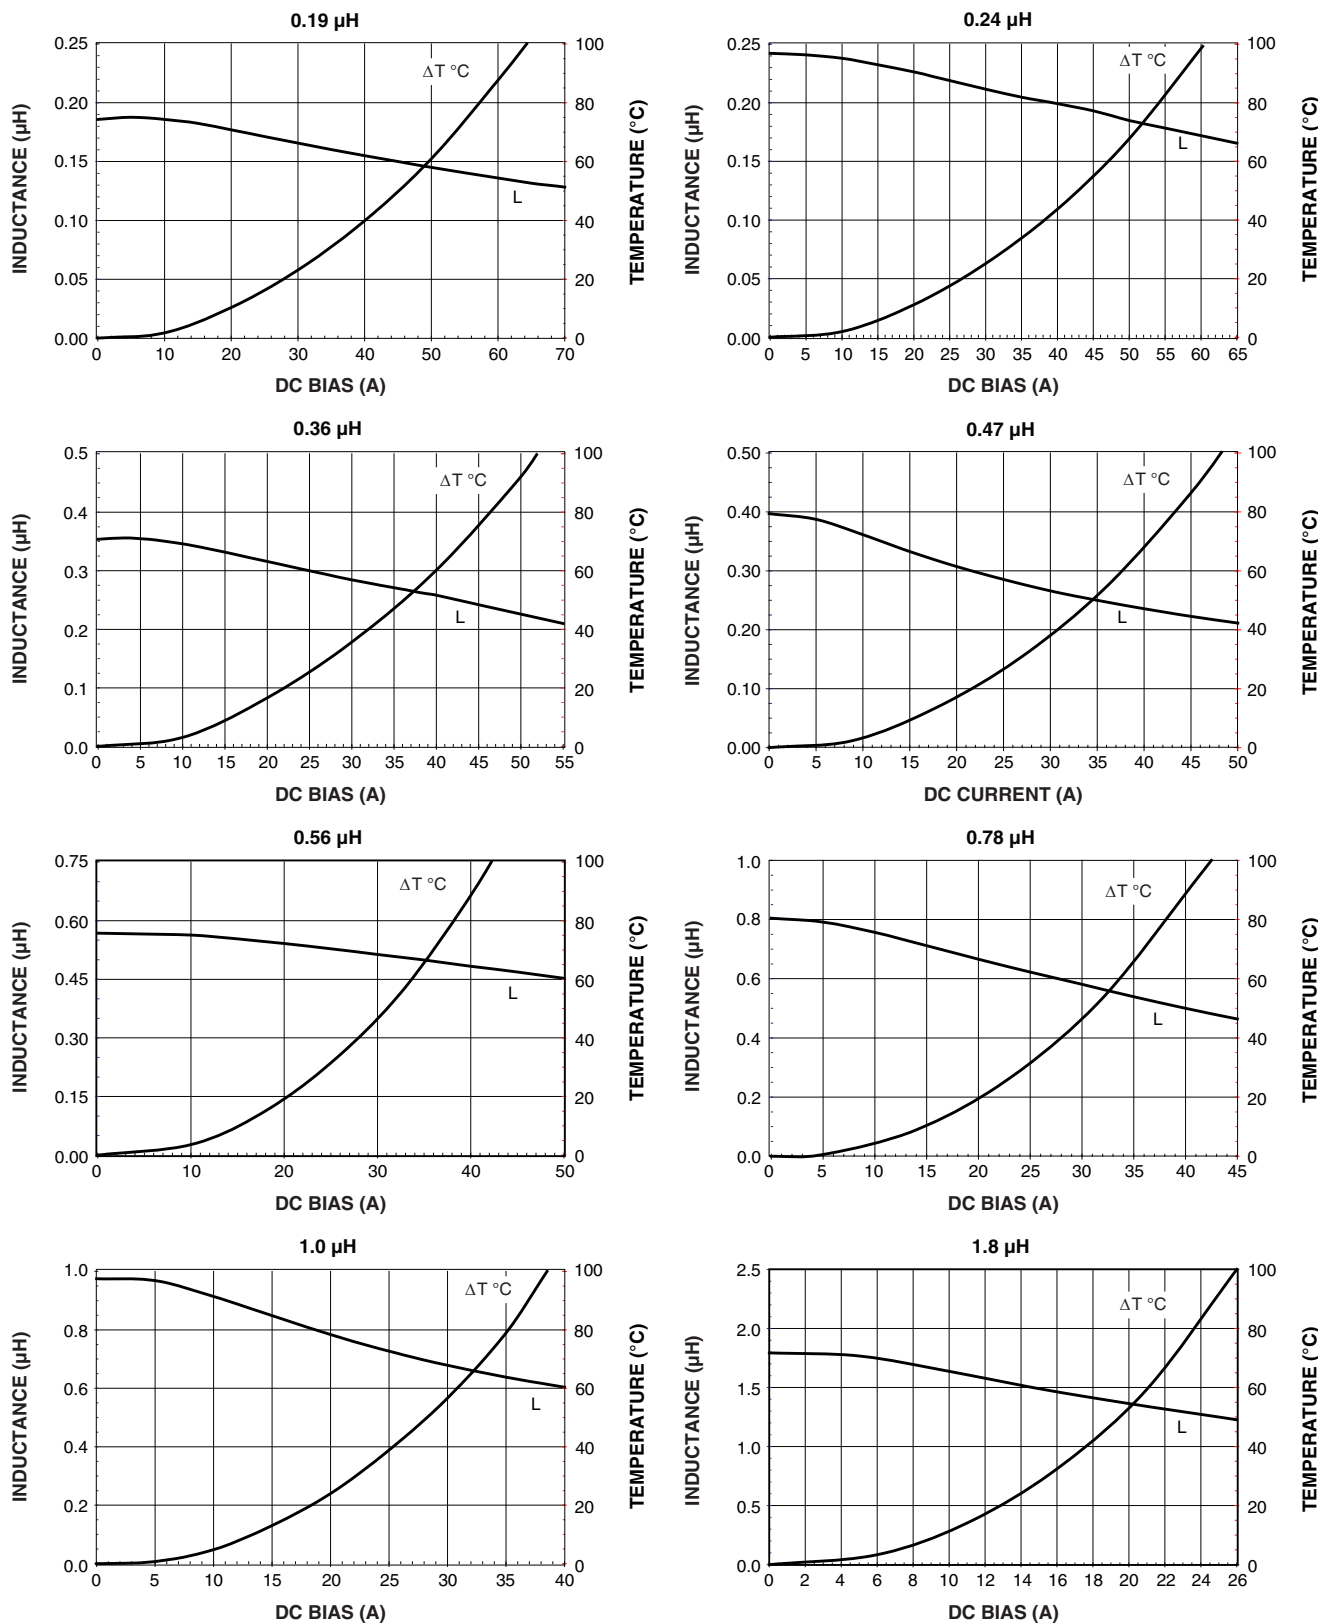 0.19 µH
INDUCTANCE (µH)
0.25
0.20
0.15
0.10
0.05
0.00
ΔT °C
L
100
80
60
40
20
0
TEMPERATURE (°C)
0 10 20 30 40 50 60 70
DC BIAS (A)
0.24 µH
INDUCTANCE (µH)
0.25
0.20
0.15
0.10
0.05
0.00
ΔT °C
L
100
80
60
40
20
0
TEMPERATURE (°C)
0 5 10 15 20 25 30 35 40 45 50 55 60 65
DC BIAS (A)
0.36 µH
INDUCTANCE (µH)
0.5
0.4
0.3
0.2
0.1
0.0
ΔT °C
L
100
80
60
40
20
0
TEMPERATURE (°C)
0 5 10 15 20 25 30 35 40 45 50 55
DC BIAS (A)
0.47 µH
INDUCTANCE (µH)
0.50
0.40
0.30
0.20
0.10
0.00
ΔT °C
L
100
80
60
40
20
0
TEMPERATURE (°C)
0 5 10 15 20 25 30 35 40 45 50
DC CURRENT (A)
0.56 µH
INDUCTANCE (µH)
0.75
0.60
0.45
0.30
0.15
0.00
ΔT °C
L
100
80
60
40
20
0
TEMPERATURE (°C)
0 10 20 30 40 50
DC BIAS (A)
0.78 µH
INDUCTANCE (µH)
1.0
0.8
0.6
0.4
0.2
0.0
ΔT °C
L
100
80
60
40
20
0
TEMPERATURE (°C)
0 5 10 15 20 25 30 35 40 45
DC BIAS (A)
1.0 µH
INDUCTANCE (µH)
1.0
0.8
0.6
0.4
0.2
0.0
ΔT °C
L
100
80
60
40
20
0
TEMPERATURE (°C)
0 5 10 15 20 25 30 35 40
DC BIAS (A)
1.8 µH
INDUCTANCE (µH)
2.5
2.0
1.5
1.0
0.5
0.0
ΔT °C
L
100
80
60
40
20
0
TEMPERATURE (°C)
0 2 4 6 8 10 12 14 16 18 20 22 24 26
DC BIAS (A)